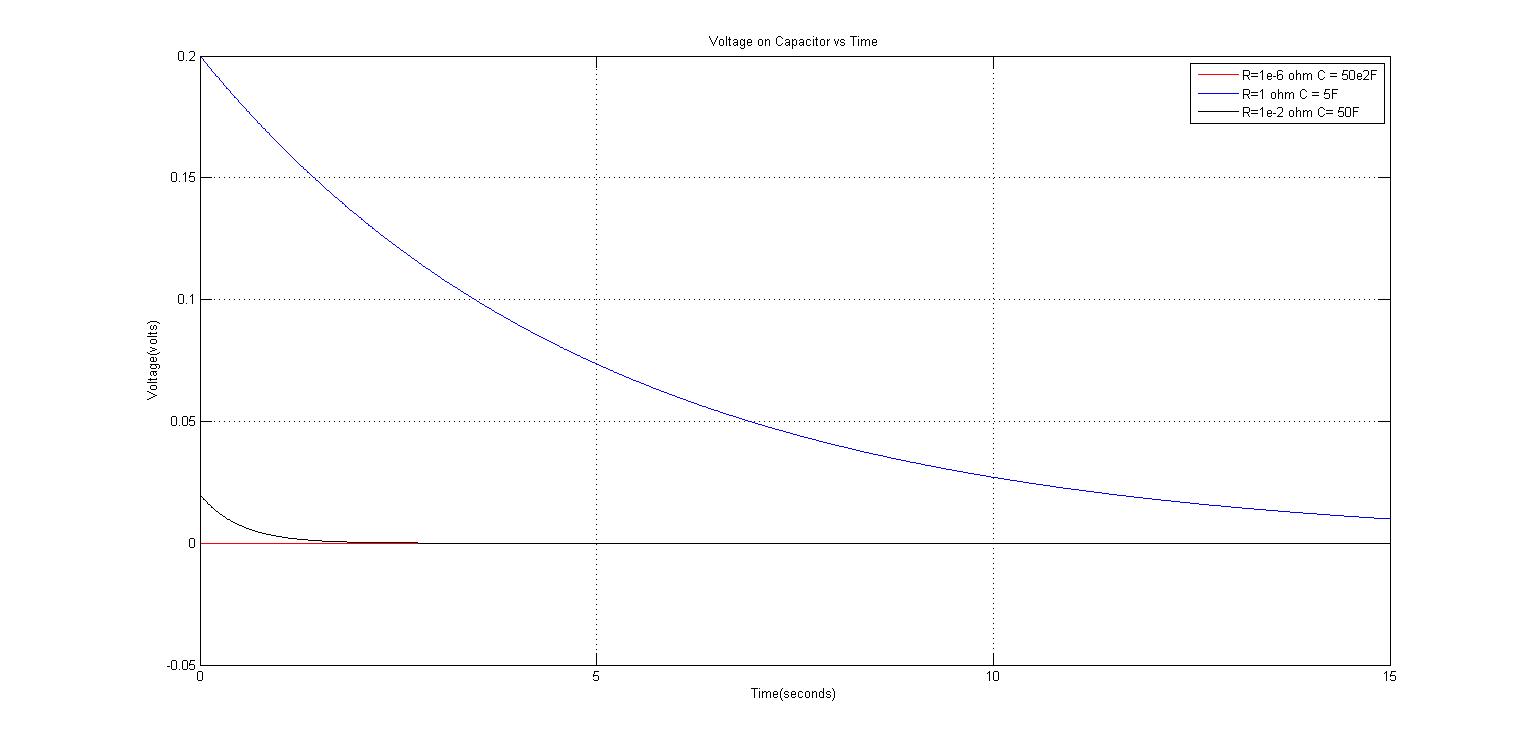 Voltage on Capacitor vs Time
0.2
0.15
0.1
0.05
0
-0.05
Voltage(volts)
R=1e-6 ohm C = 50e2F
R=1 ohm C = 5F
R=1e-2 ohm C= 50F
0
5
10
15
Time(seconds)